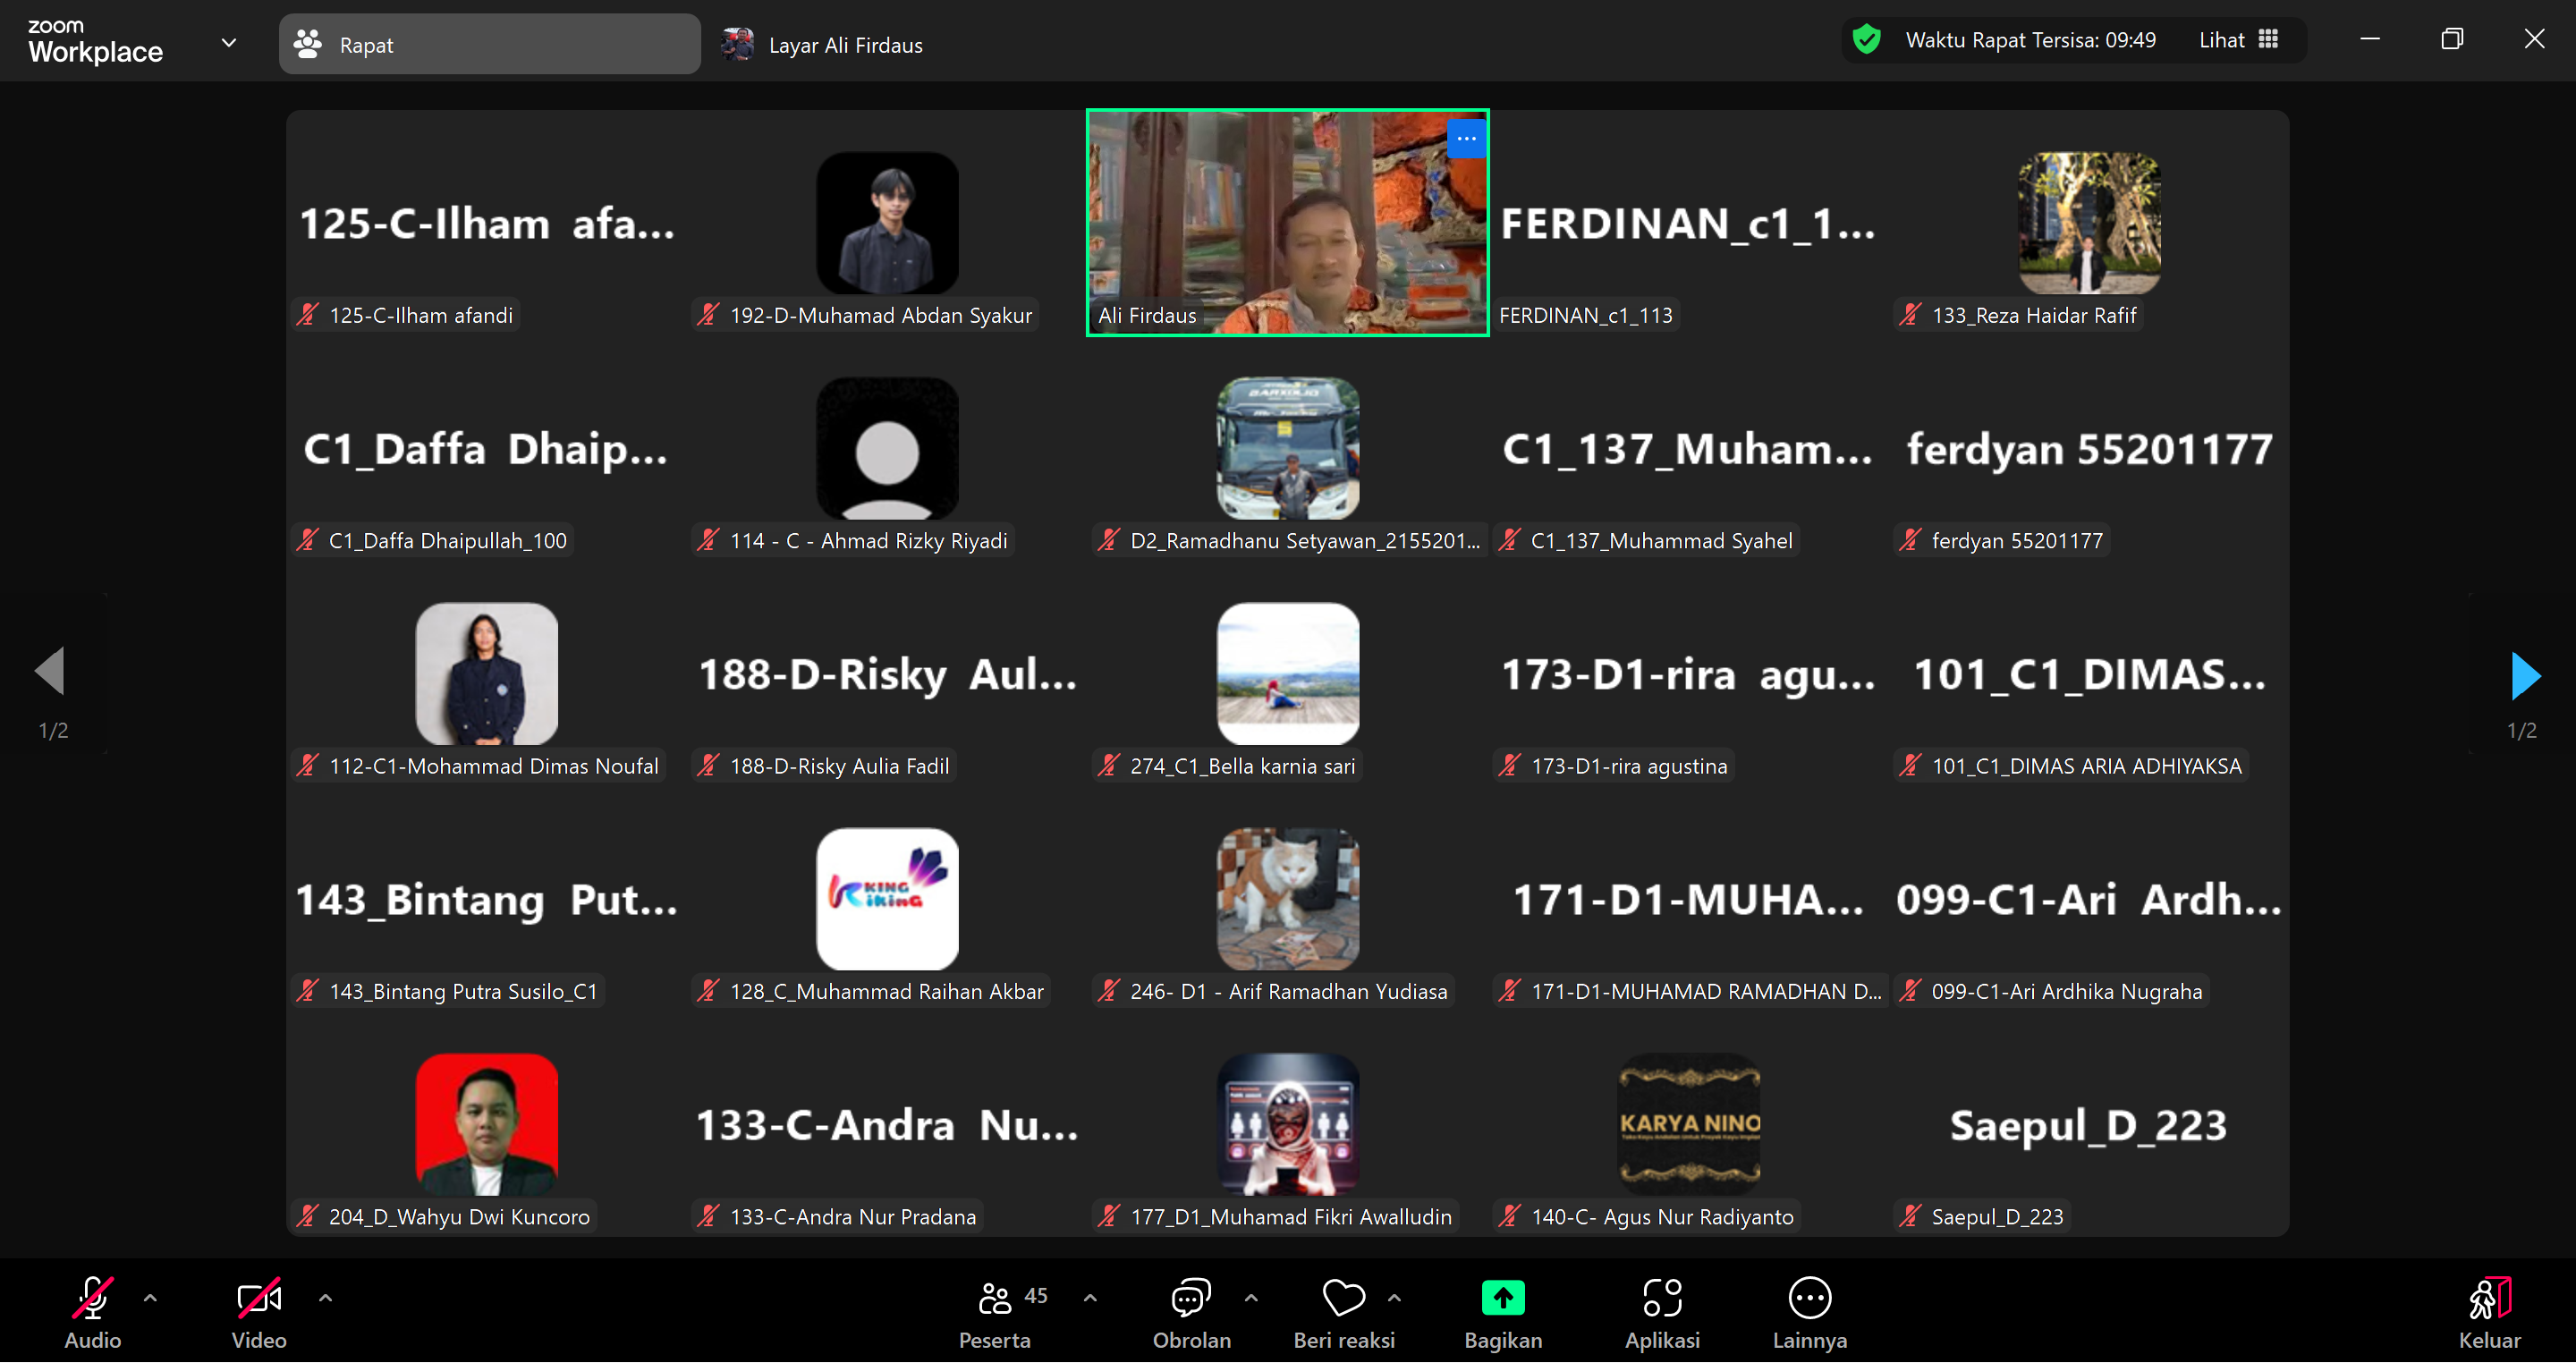 zoom
Workplace
Rapat
Layar Ali Firdaus
Waktu Rapat Tersisa: 09:49
Lihat
125-C-Ilham afa...
FERDINAN_c1_1...
125-C-Ilham afandi
192-D-Muhamad Abdan Syakur
Ali Firdaus
FERDINAN_c1_113
133_Reza Haidar Rafif
C1_Daffa Dhaip...
C1_137_Muham...
ferdyan 55201177
C1_Daffa Dhaipullah_100
114 - C - Ahmad Rizky Riyadi
D2_Ramadhanu Setyawan_2155201...
C1_137_Muhammad Syahel
ferdyan 55201177
188-D-Risky Aul...
173-D1-rira agu...
101_C1_DIMAS...
1/2
1/2
112-C1-Mohammad Dimas Noufal
188-D-Risky Aulia Fadil
274_C1_Bella karnia sari
173-D1-rira agustina
101_C1_DIMAS ARIA ADHIYAKSA
143_Bintang Put...
KING
171-D1-MUHA...
099-C1-Ari Ardh...
143_Bintang Putra Susilo_C1
128_C_Muhammad Raihan Akbar
246- D1 - Arif Ramadhan Yudiasa
171-D1-MUHAMAD RAMADHAN D...
099-C1-Ari Ardhika Nugraha
133-C-Andra Nu...
KARYA NINO
Saepul_D_223
204_D_Wahyu Dwi Kuncoro
133-C-Andra Nur Pradana
177_D1_Muhamad Fikri Awalludin
140-C- Agus Nur Radiyanto
Saepul_D_223
Audio
Video
45
Peserta
Obrolan
Beri reaksi
Bagikan
Aplikasi
Lainnya
Keluar